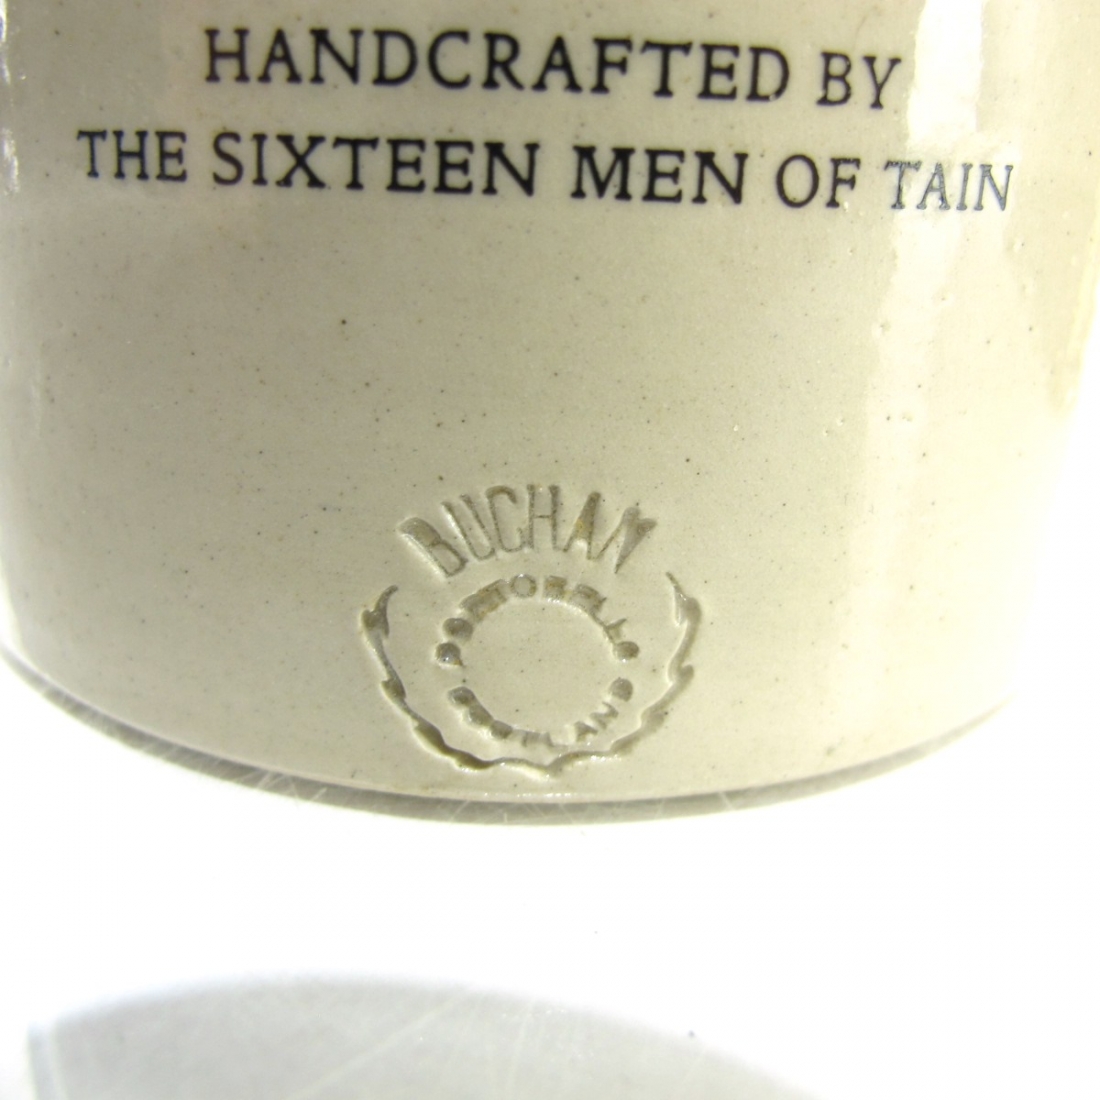 HANDCRAFTED BY
THE SIXTEEN MEN OF TAIN
BUCHAN
PORTOBELLO
SCOTLAND